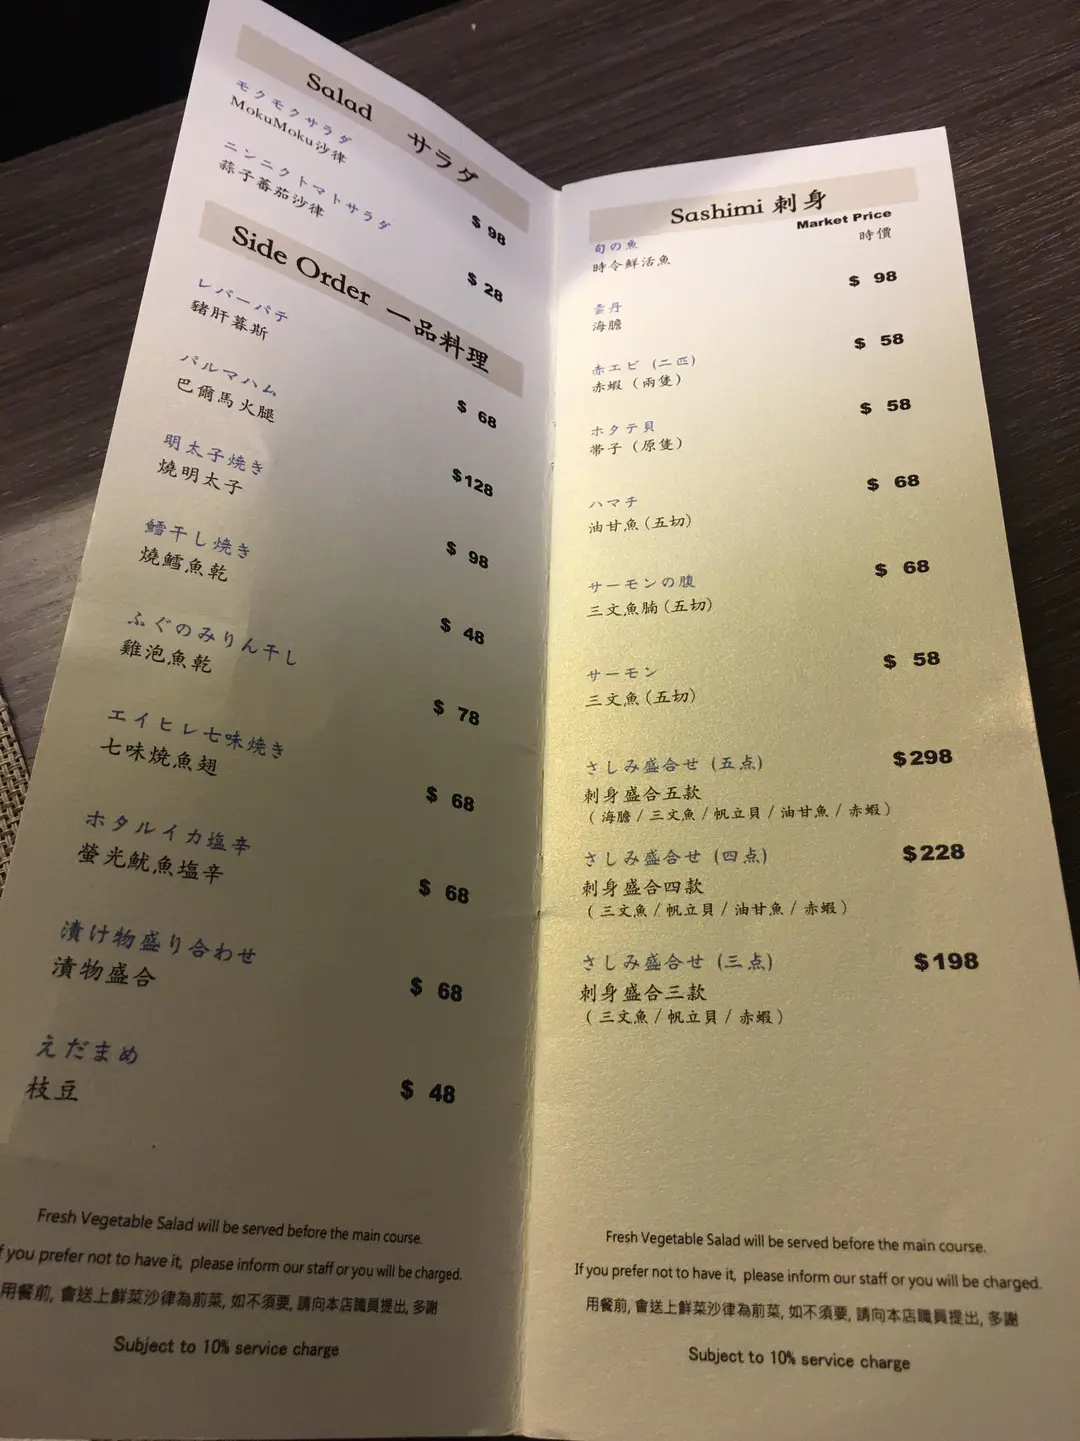 Salad サラダ
モクモクサラダ
MokuMoku沙律
$ 98
ニンニクトマトサラダ
蒜子蕃茄沙律
$ 28
Side Order 一品料理
レバーパテ
豬肝暮斯
$ 68
パルマハム
巴爾馬火腿
$128
明太子焼き
燒明太子
$ 98
鱈干し焼き
燒鱈魚乾
$ 48
ふぐのみりん干し
雞泡魚乾
$ 78
エイヒレ七味焼き
七味燒魚翅
$ 68
ホタルイカ塩辛
螢光魷魚塩辛
$ 68
漬け物盛り合わせ
漬物盛合
$ 68
えだまめ
枝豆
$ 48
Fresh Vegetable Salad will be served before the main course.
f you prefer not to have it, please inform our staff or you will be charged.
用餐前, 會送上鮮菜沙律為前菜, 如不須要, 請向本店職員提出, 多謝
Subject to 10% service charge
Sashimi 刺身
Market Price
旬の魚
時令鮮活魚
時價
雲丹
海膽
$ 98
赤エビ (二匹)
赤蝦 (兩隻)
$ 58
ホタテ貝
帯子 (原隻)
$ 58
ハマチ
油甘魚 (五切)
$ 68
サーモンの腹
三文魚腩 (五切)
$ 68
サーモン
三文魚 (五切)
$ 58
さしみ盛合せ (五点)
$298
刺身盛合五款
( 海膽 / 三文魚 / 帆立貝 / 油甘魚 / 赤蝦 )
さしみ盛合せ (四点)
$228
刺身盛合四款
( 三文魚 / 帆立貝 / 油甘魚 / 赤蝦 )
さしみ盛合せ (三点)
$198
刺身盛合三款
( 三文魚 / 帆立貝 / 赤蝦 )
Fresh Vegetable Salad will be served before the main course.
If you prefer not to have it, please inform our staff or you will be charged.
用餐前, 會送上鮮菜沙律為前菜, 如不須要, 請向本店職員提出, 多謝
Subject to 10% service charge